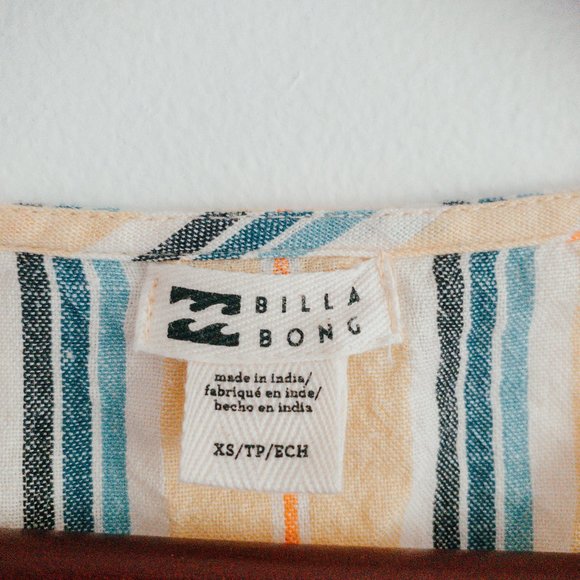 BILLA
BONG
made in india/
fabriqué en inde/
hecho en india
XS/TP/ECH